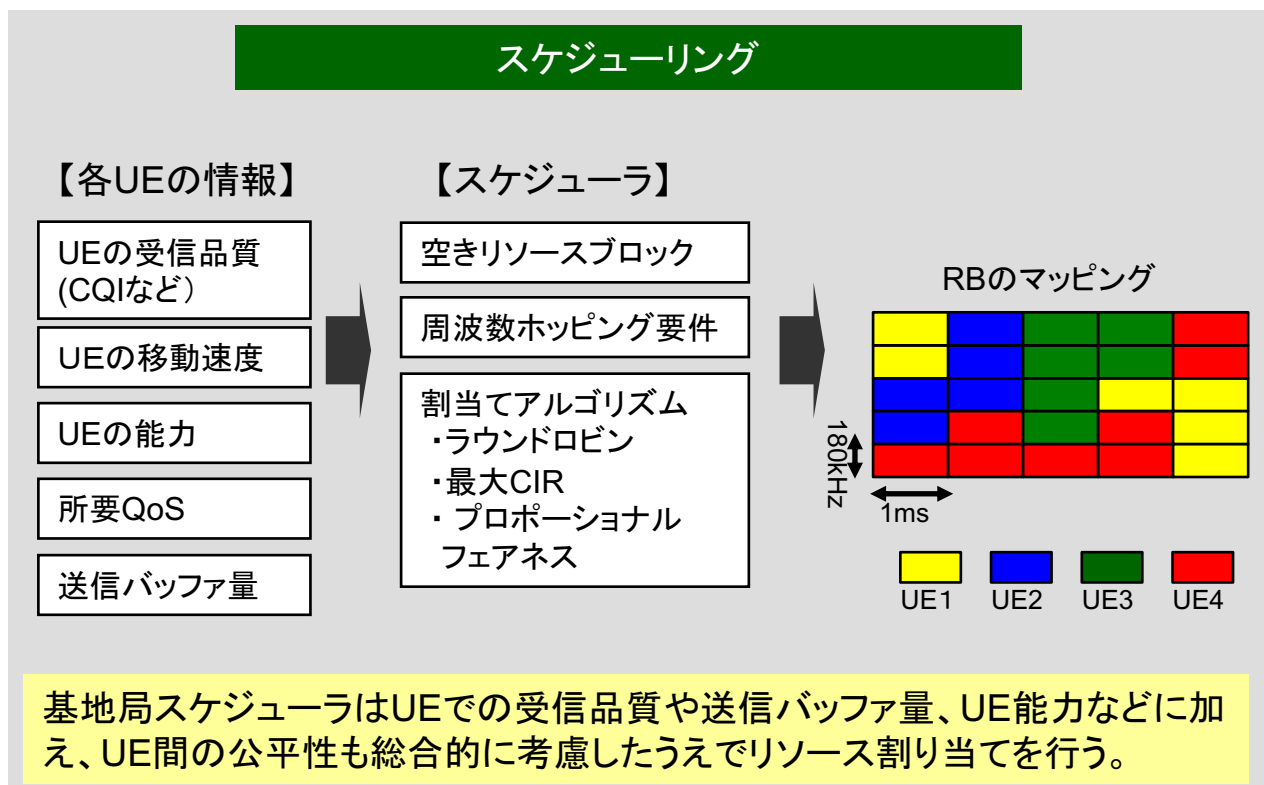 スケジューリング
【各UEの情報】
UEの受信品質
(CQIなど）
UEの移動速度
UEの能力
所要QoS
送信バッファ量
【スケジューラ】
空きリソースブロック
周波数ホッピング要件
割当てアルゴリズム
・ラウンドロビン
・最大CIR
・ プロポーショナル
フェアネス
RBのマッピング
180kHz
1ms
UE1 UE2 UE3 UE4
基地局スケジューラはUEでの受信品質や送信バッファ量、UE能力などに加
え、UE間の公平性も総合的に考慮したうえでリソース割り当てを行う。